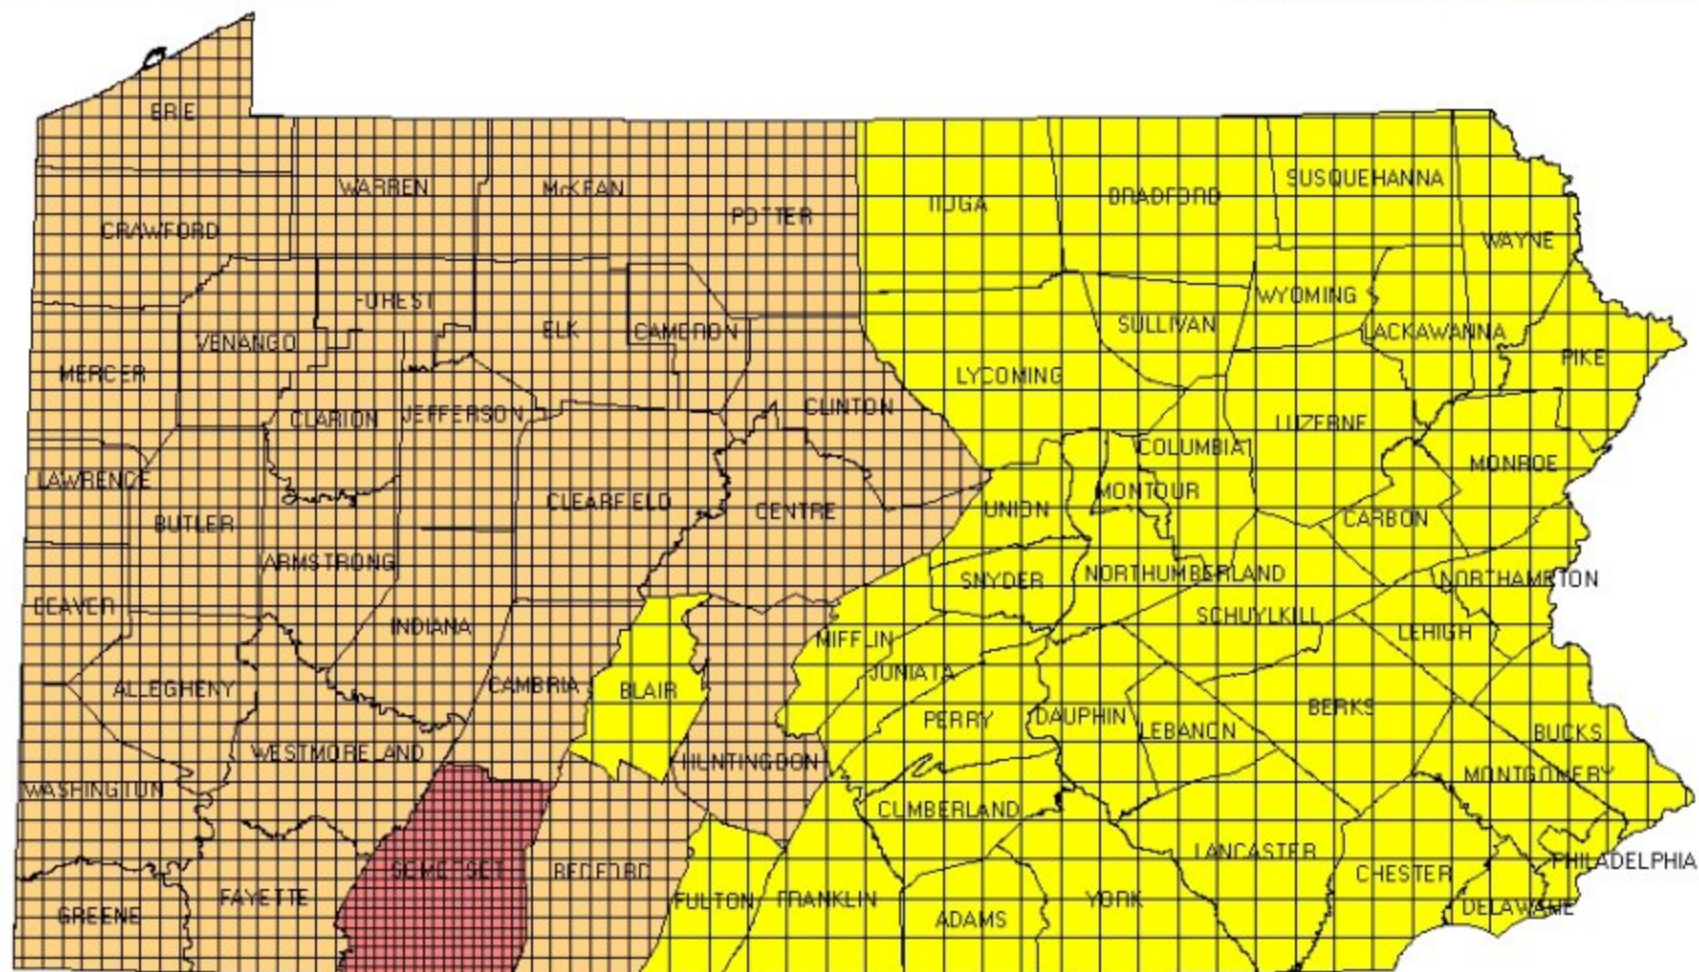 ERIE
WARREN
McKEAN
POTTER
TIOGA
BRADFORD
SUSQUEHANNA
WAYNE
CRAWFORD
FOREST
ELK
CAMERON
SULLIVAN
WYOMING
LACKAWANNA
PIKE
VENANGO
MERCER
CLARION
JEFFERSON
CLINTON
LYCOMING
LUZERNE
COLUMBIA
MONROE
LAWRENCE
BUTLER
CLEARFIELD
CENTRE
UNION
MONTOUR
CARBON
ARMSTRONG
SNYDER
NORTHUMBERLAND
NORTHAMPTON
BEAVER
INDIANA
MIFFLIN
SCHUYLKILL
LEHIGH
ALLEGHENY
CAMBRIA
BLAIR
JUNIATA
PERRY
DAUPHIN
LEBANON
BERKS
BUCKS
WESTMORELAND
HUNTINGDON
MONTGOMERY
WASHINGTON
CUMBERLAND
SOMERSET
BEDFORD
LANCASTER
CHESTER
PHILADELPHIA
GREENE
FAYETTE
FULTON
FRANKLIN
ADAMS
YORK
DELAWARE